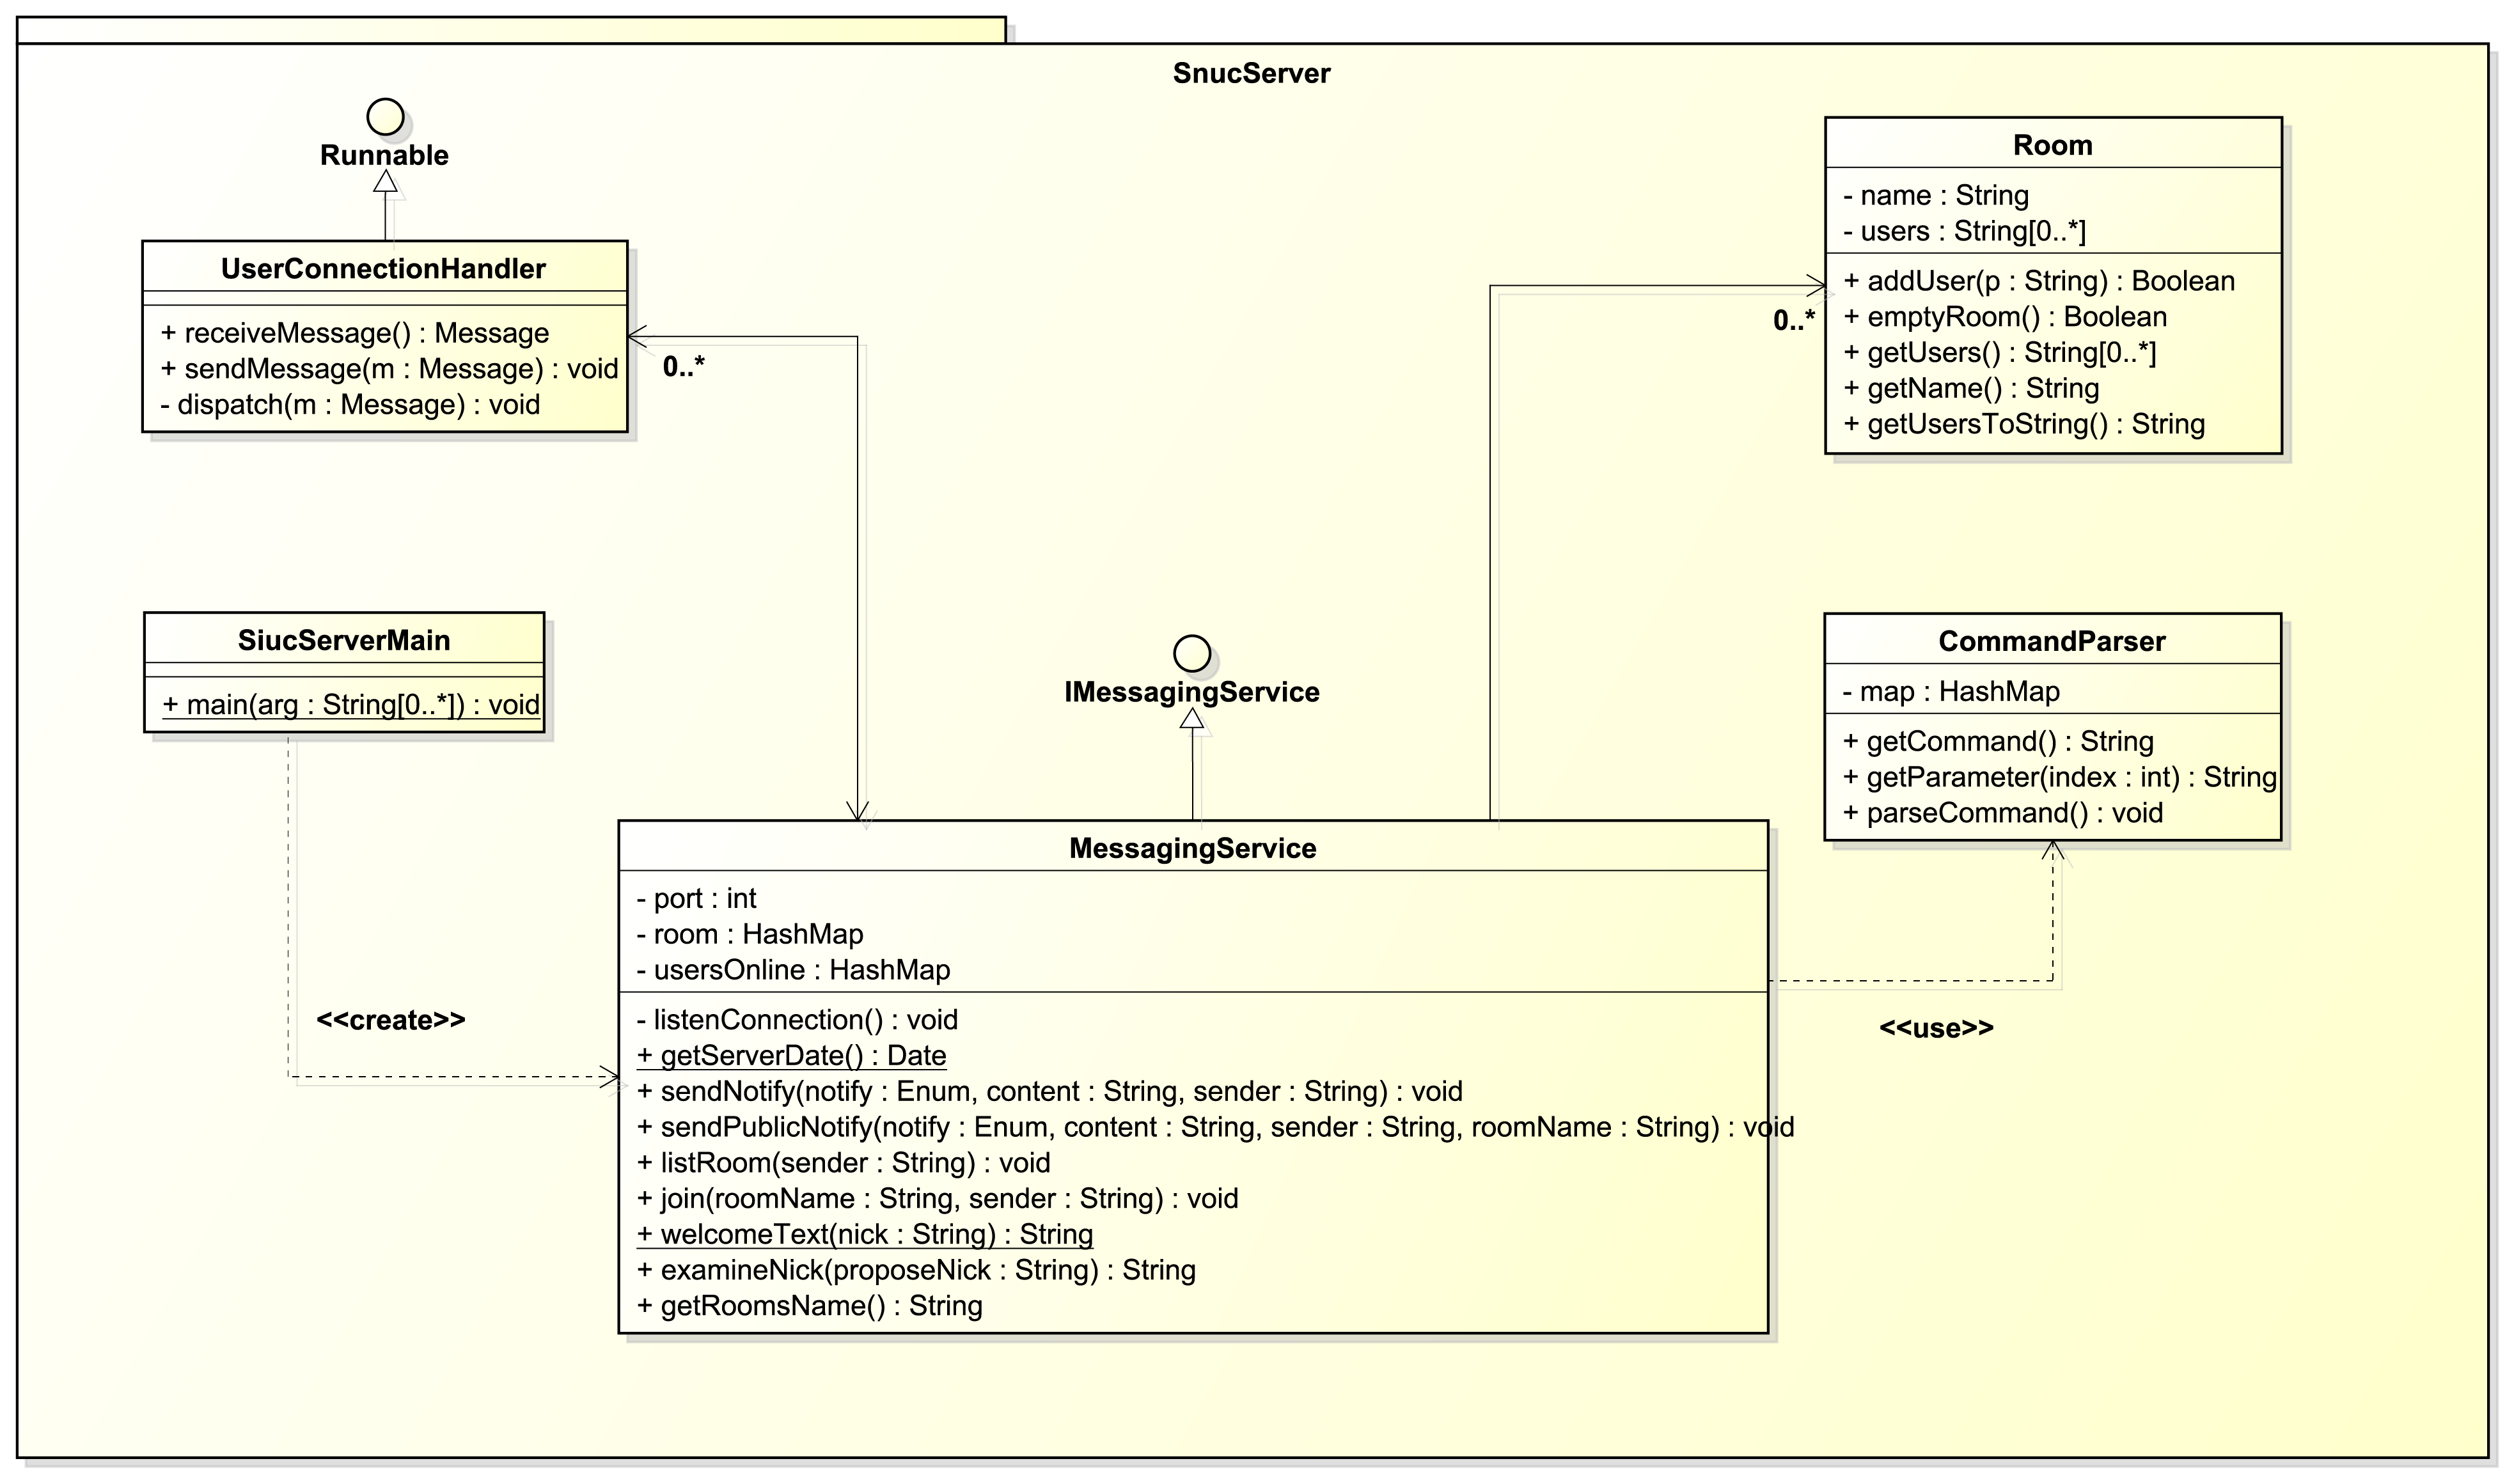 SnucServer
Runnable
UserConnectionHandler
+ receiveMessage() : Message
+ sendMessage(m : Message) : void
- dispatch(m : Message) : void
0..*
Room
- name : String
- users : String[0..*]
+ addUser(p : String) : Boolean
+ emptyRoom() : Boolean
+ getUsers() : String[0..*]
+ getName() : String
+ getUsersToString() : String
0..*
SiucServerMain
+ main(arg : String[0..*]) : void
IMessagingService
CommandParser
- map : HashMap
+ getCommand() : String
+ getParameter(index : int) : String
+ parseCommand() : void
<<create>>
MessagingService
- port : int
- room : HashMap
- usersOnline : HashMap
- listenConnection() : void
+ getServerDate() : Date
+ sendNotify(notify : Enum, content : String, sender : String) : void
+ sendPublicNotify(notify : Enum, content : String, sender : String, roomName : String) : void
+ listRoom(sender : String) : void
+ join(roomName : String, sender : String) : void
+ welcomeText(nick : String) : String
+ examineNick(proposeNick : String) : String
+ getRoomsName() : String
<<use>>